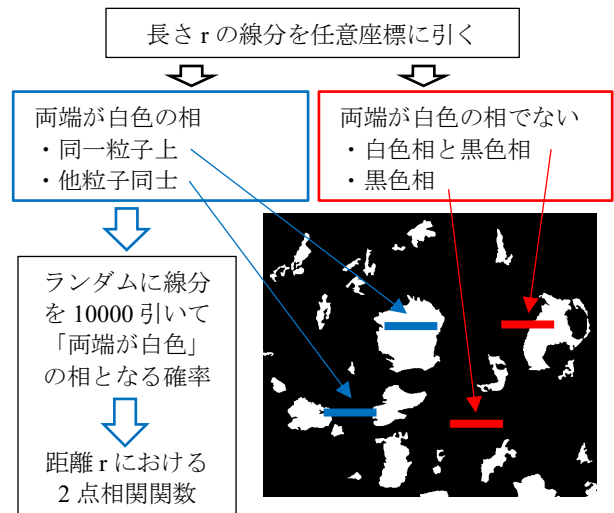 長さ r の線分を任意座標に引く
両端が白色の相
・同一粒子上
・他粒子同士
両端が白色の相でない
・白色相と黒色相
・黒色相
ランダムに線分
を 10000 引いて
「両端が白色」
の相となる確率
距離 r における
2 点相関関数